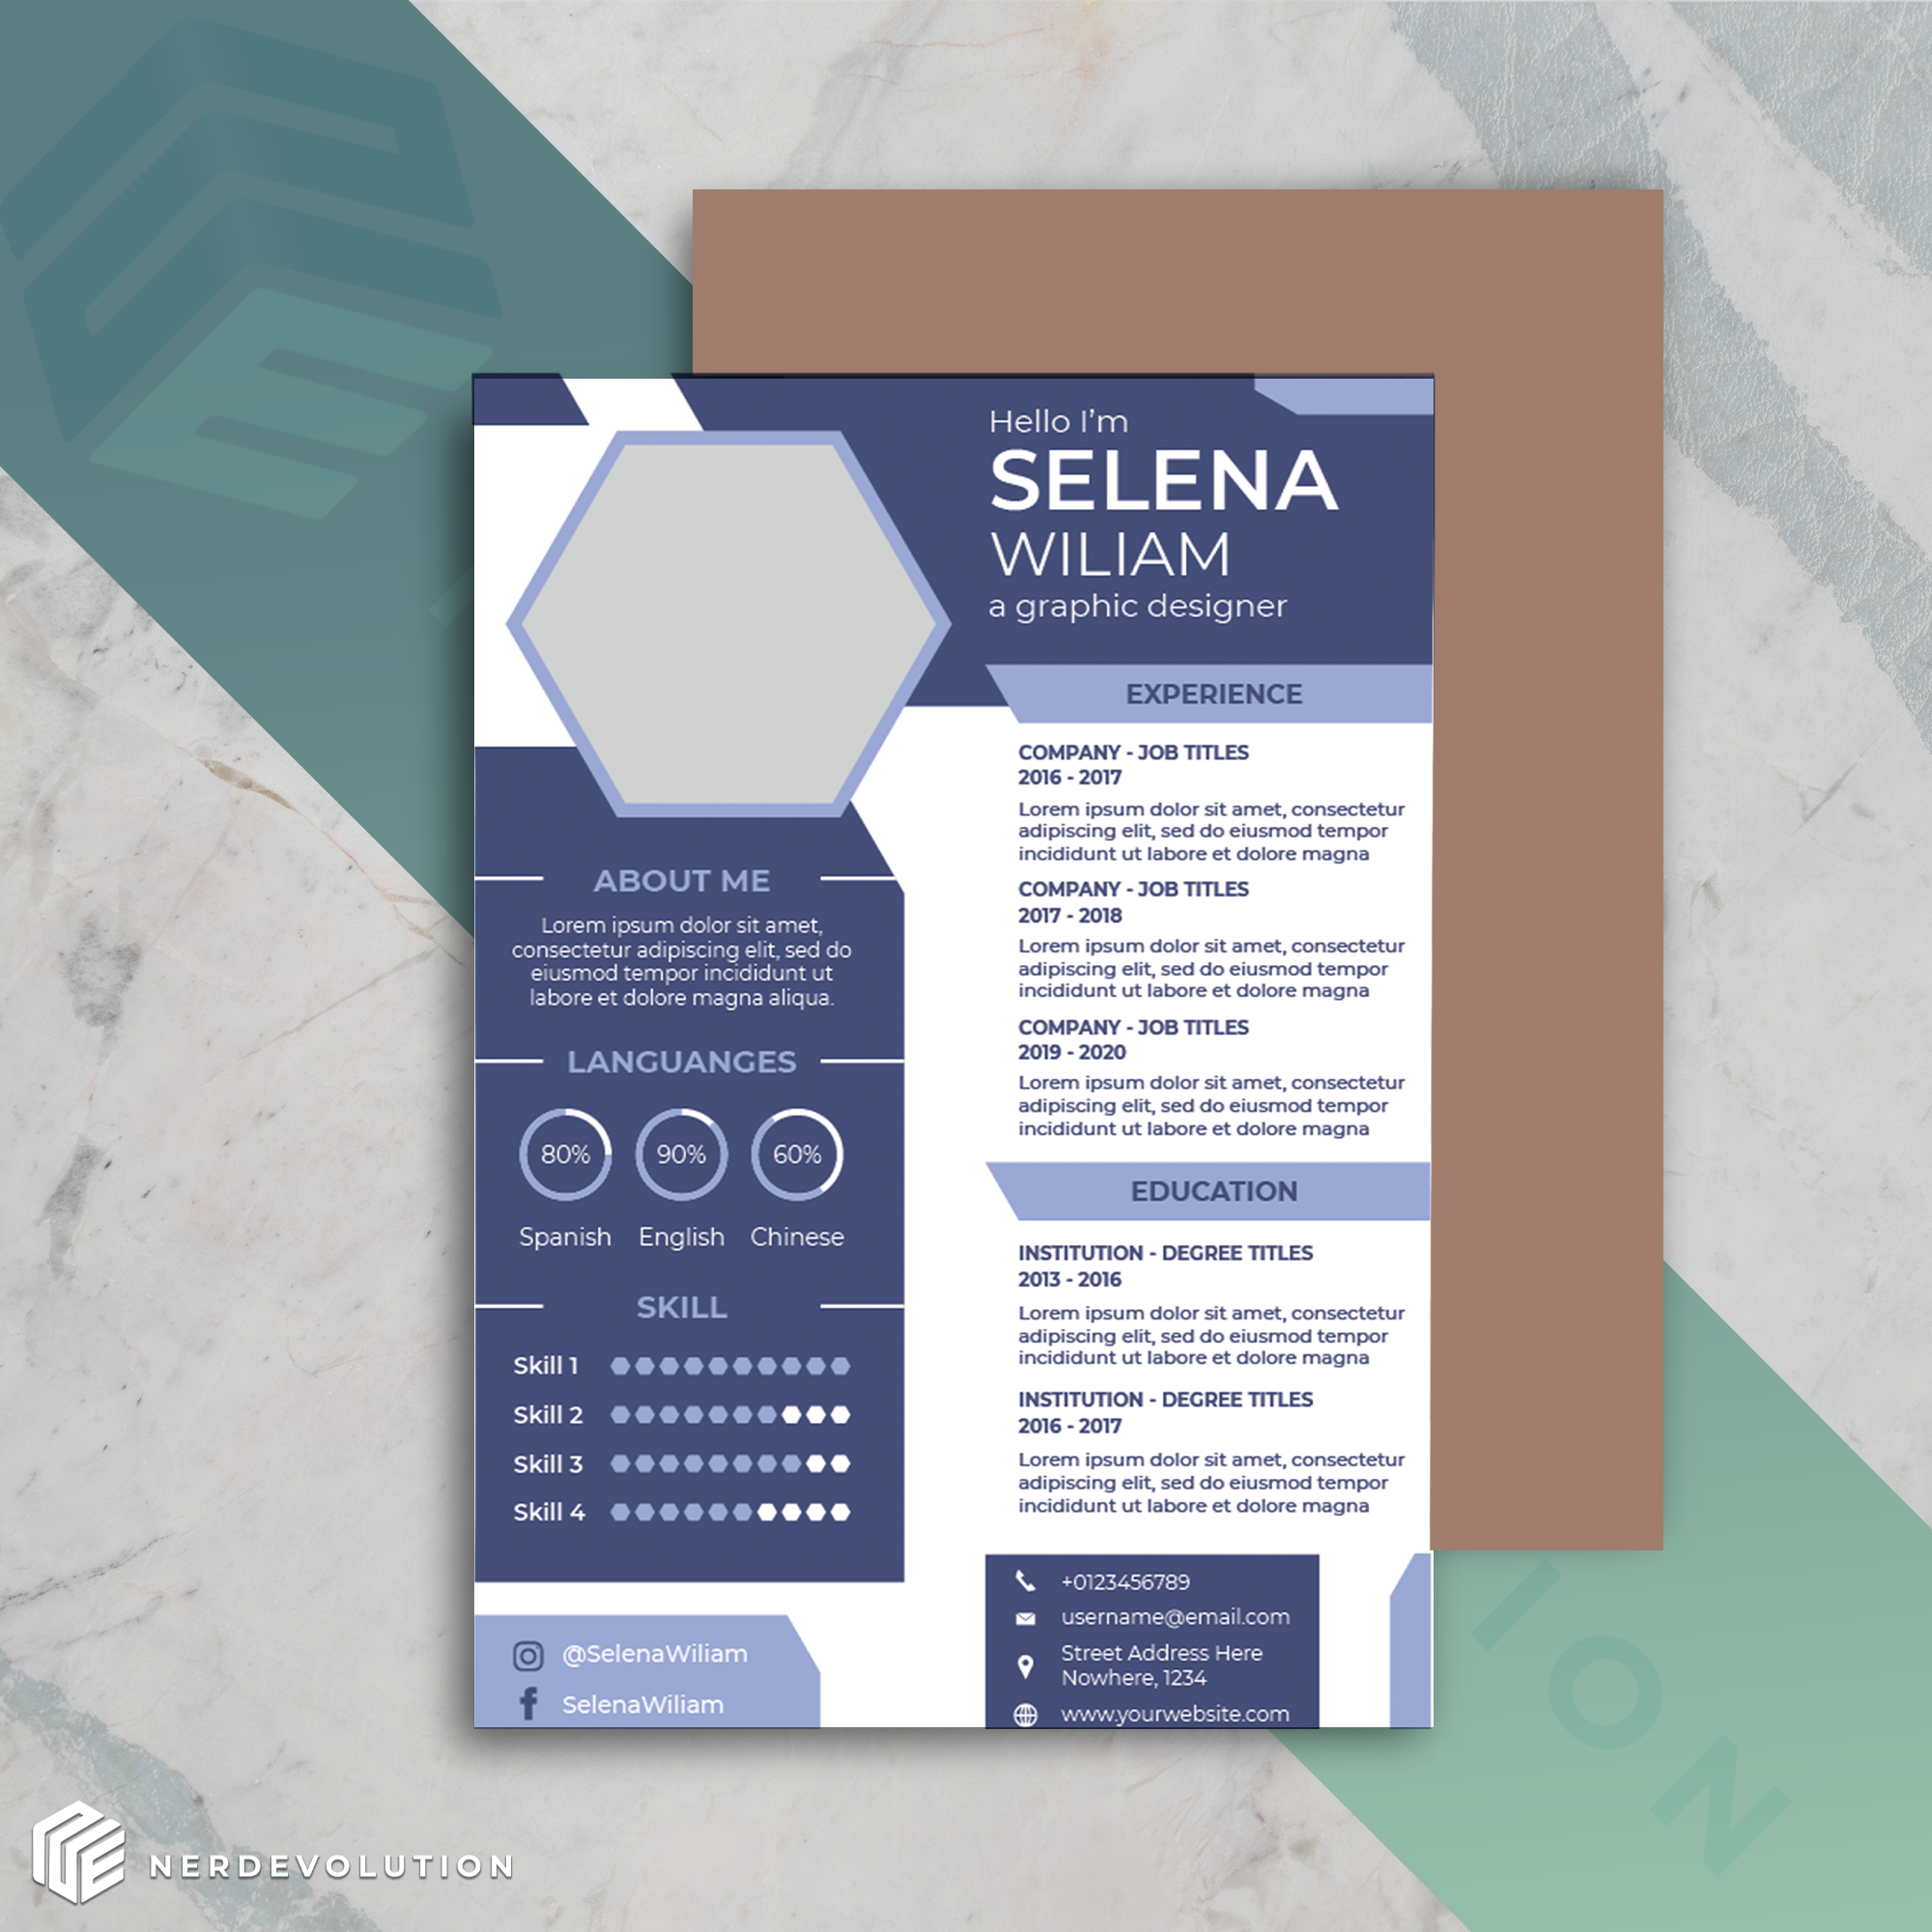 Hello I'm
SELENA
WILIAM
a graphic designer
ABOUT ME
Lorem ipsum dolor sit amet,
consectetur adipiscing elit, sed do
eiusmod tempor incididunt ut
labore et dolore magna aliqua.
LANGUANGES
80% 90% 60%
Spanish English Chinese
SKILL
Skill 1
Skill 2
Skill 3
Skill 4
@SelenaWiliam
SelenaWiliam
EXPERIENCE
COMPANY - JOB TITLES
2016 - 2017
Lorem ipsum dolor sit amet, consectetur
adipiscing elit, sed do eiusmod tempor
incididunt ut labore et dolore magna
COMPANY - JOB TITLES
2017 - 2018
Lorem ipsum dolor sit amet, consectetur
adipiscing elit, sed do eiusmod tempor
incididunt ut labore et dolore magna
COMPANY - JOB TITLES
2019 - 2020
Lorem ipsum dolor sit amet, consectetur
adipiscing elit, sed do eiusmod tempor
incididunt ut labore et dolore magna
EDUCATION
INSTITUTION - DEGREE TITLES
2013 - 2016
Lorem ipsum dolor sit amet, consectetur
adipiscing elit, sed do eiusmod tempor
incididunt ut labore et dolore magna
INSTITUTION - DEGREE TITLES
2016 - 2017
Lorem ipsum dolor sit amet, consectetur
adipiscing elit, sed do eiusmod tempor
incididunt ut labore et dolore magna
+0123456789
username@email.com
Street Address Here
Nowhere, 1234
www.yourwebsite.com
ION
NERDEVOLUTION